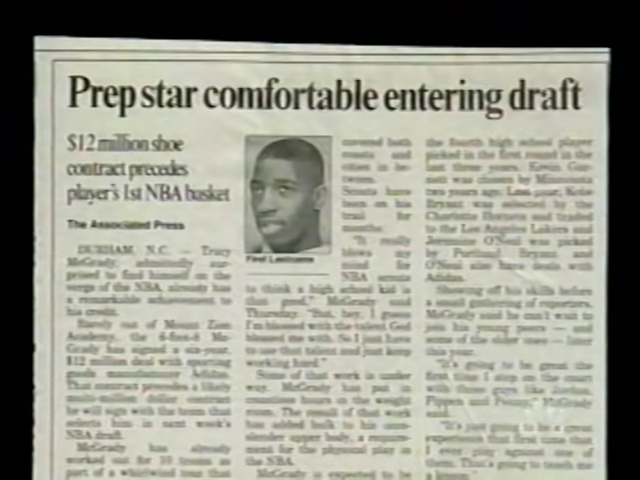 Prep star comfortable entering draft
$12 million shoe
contract precedes
player's 1st NBA basket
The Associated Press
DURHAM, N.C. — Tracy
McGrady, admittedly sur-
prised to find himself on the
verge of the NBA, already has
a remarkable achievement to
his credit.
Barely out of Mount Zion
Academy, the 6-foot-8 Mc-
Grady has signed a six-year,
$12 million deal with sporting
goods manufacturer Adidas.
That contract precedes a likely
multi-million dollar contract
he will sign with the team that
selects him in next week's
NBA draft.
McGrady has already
worked out for 10 teams as
part of a whirlwind tour that
covered both
coasts and
cities in be-
tween.
Scouts have
been on his
trail for
months.
"It really
blows my
mind for
NBA
to think a high school kid is
that good," McGrady said
Thursday. "But, hey, I guess
I'm blessed with the talent God
blessed me with. So I just have
to use that talent and just keep
working hard."
Some of that work is under
way. McGrady has put in
numerous hours in the weight
room. The result of that work
has added bulk to his once
slender upper body, a require-
ment for the physical play in
the NBA.
McGrady is expected to be
the fourth high school player
picked in the first round in the
last three years. Kevin Gar-
nett was chosen by Minnesota
two years ago. Last year, Kobe
Bryant was selected by the
Charlotte Hornets and traded
to the Los Angeles Lakers and
Jermaine O'Neal was picked
by Portland. Bryant and
O'Neal also have deals with
Adidas.
Showing off his skills before
a small gathering of reporters,
McGrady said he can't wait to
join his young peers — and
some of the older ones — later
this year.
"It's going to be great the
first time I step on the court
with those guys like Jordan,
Pippen and Penny," McGrady
said.
"It's just going to be a great
experience that first time that
I ever play against one of
them. That's going to teach me
a lesson."